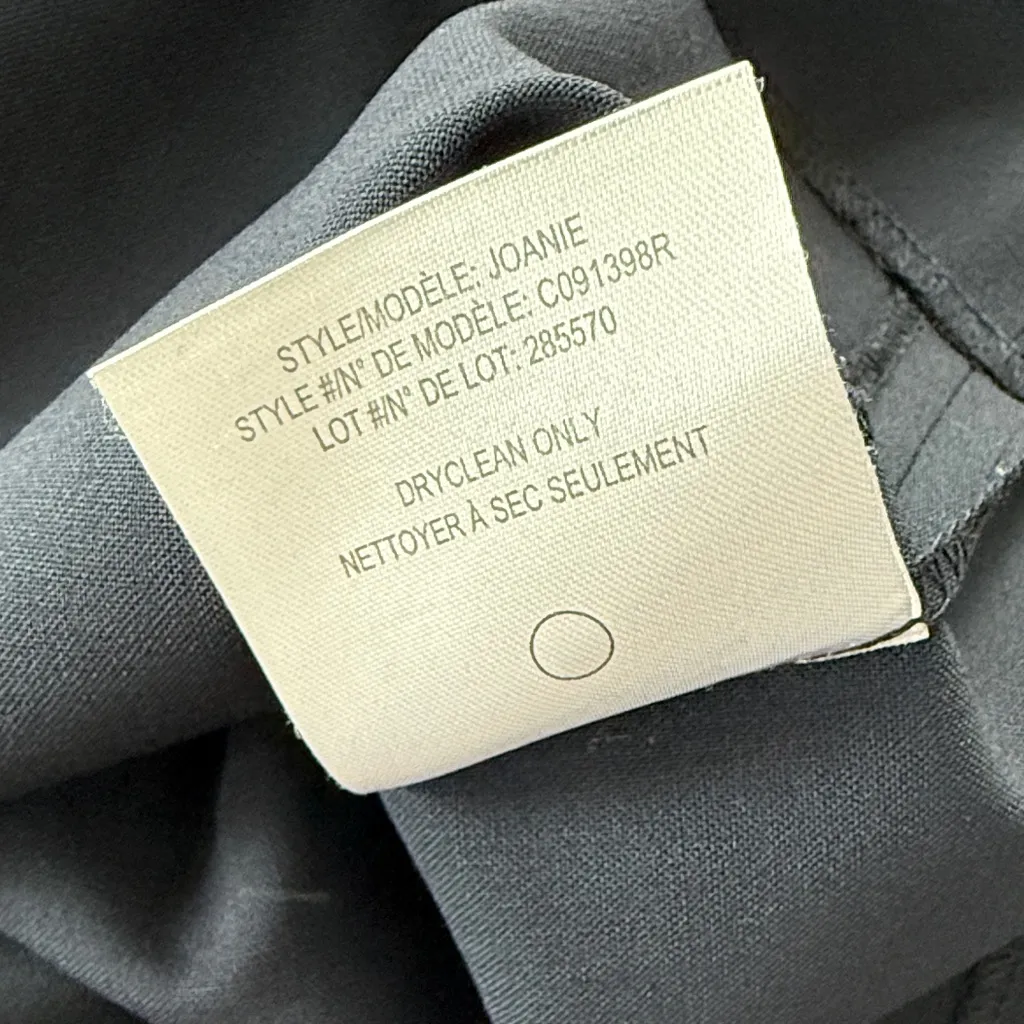 STYLE/MODÈLE: JOANIE
STYLE #/N° DE MODÈLE: C091398R
LOT #/N° DE LOT: 285570
DRYCLEAN ONLY
NETTOYER À SEC SEULEMENT